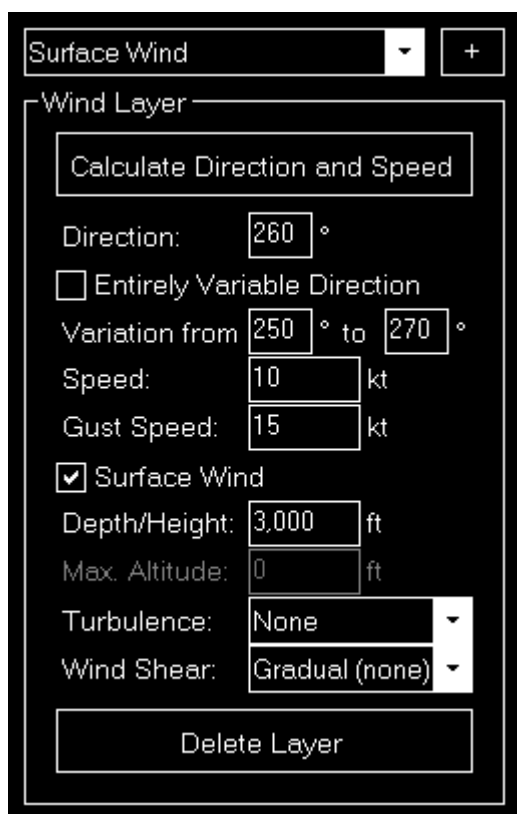 Surface Wind +
Wind Layer
Calculate Direction and Speed
Direction: 260 °
Entirely Variable Direction
Variation from 250 ° to 270 °
Speed: 10 kt
Gust Speed: 15 kt
Surface Wind
Depth/Height: 3,000 ft
Max. Altitude: 0 ft
Turbulence: None
Wind Shear: Gradual (none)
Delete Layer